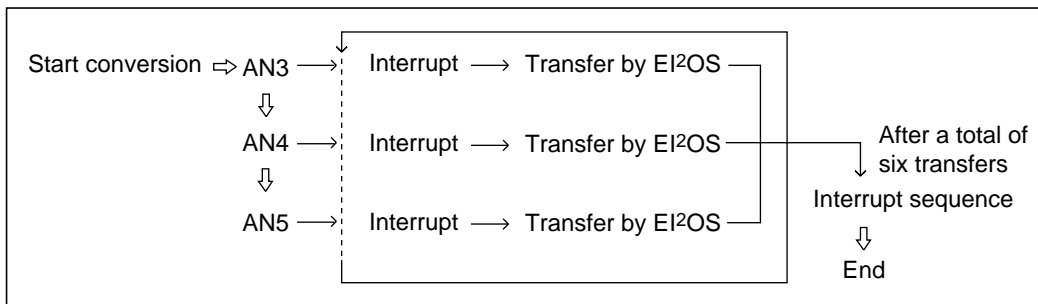 Start conversion ⇨ AN3 → Interrupt → Transfer by EI²OS
AN4 → Interrupt → Transfer by EI²OS
AN5 → Interrupt → Transfer by EI²OS
After a total of
six transfers
Interrupt sequence
End